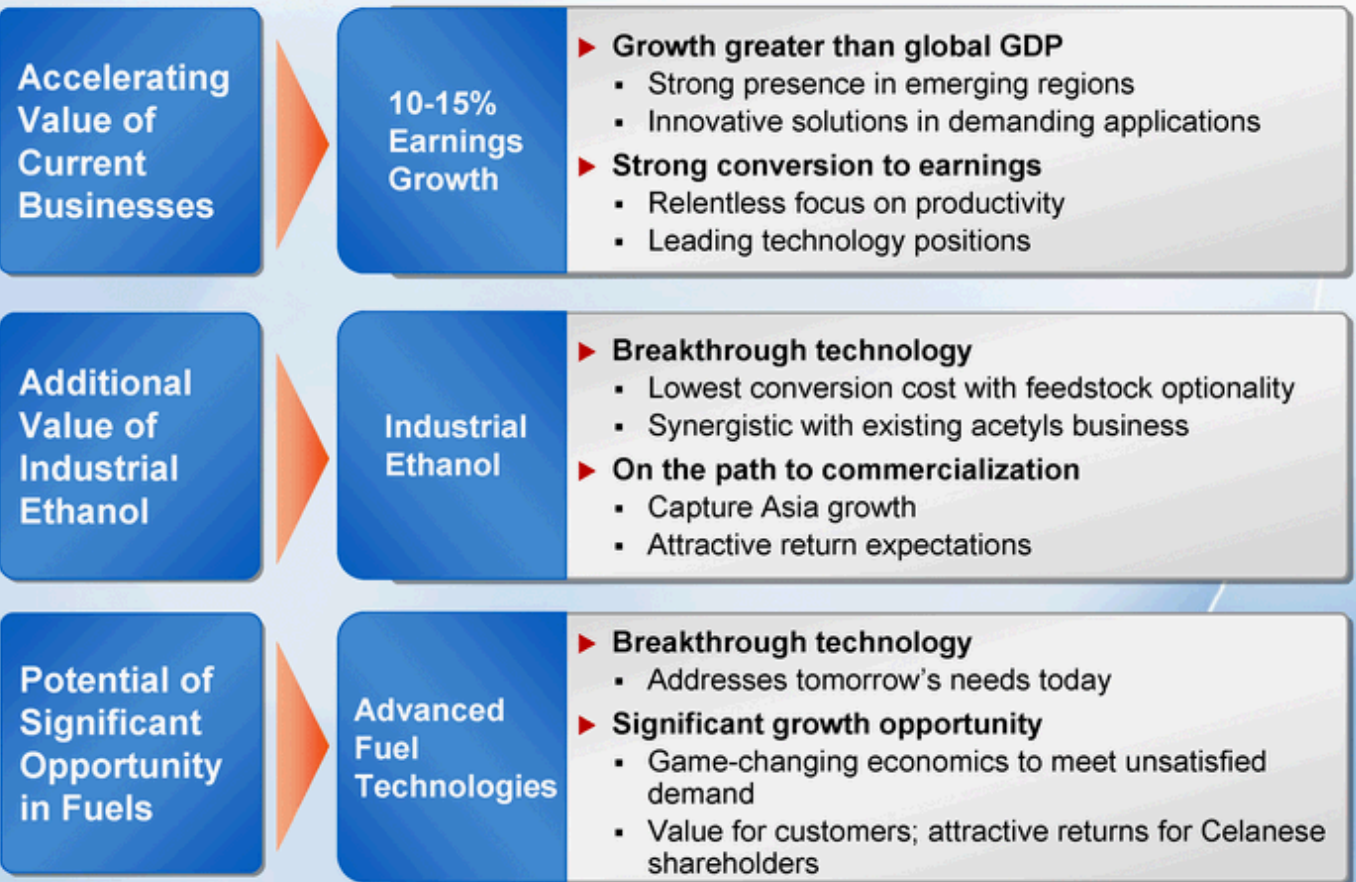 Accelerating
Value of
Current
Businesses
10-15%
Earnings
Growth
Growth greater than global GDP
Strong presence in emerging regions
Innovative solutions in demanding applications
Strong conversion to earnings
Relentless focus on productivity
Leading technology positions
Additional
Value of
Industrial
Ethanol
Industrial
Ethanol
Breakthrough technology
Lowest conversion cost with feedstock optionality
Synergistic with existing acetyls business
On the path to commercialization
Capture Asia growth
Attractive return expectations
Potential of
Significant
Opportunity
in Fuels
Advanced
Fuel
Technologies
Breakthrough technology
Addresses tomorrow's needs today
Significant growth opportunity
Game-changing economics to meet unsatisfied
demand
Value for customers; attractive returns for Celanese
shareholders